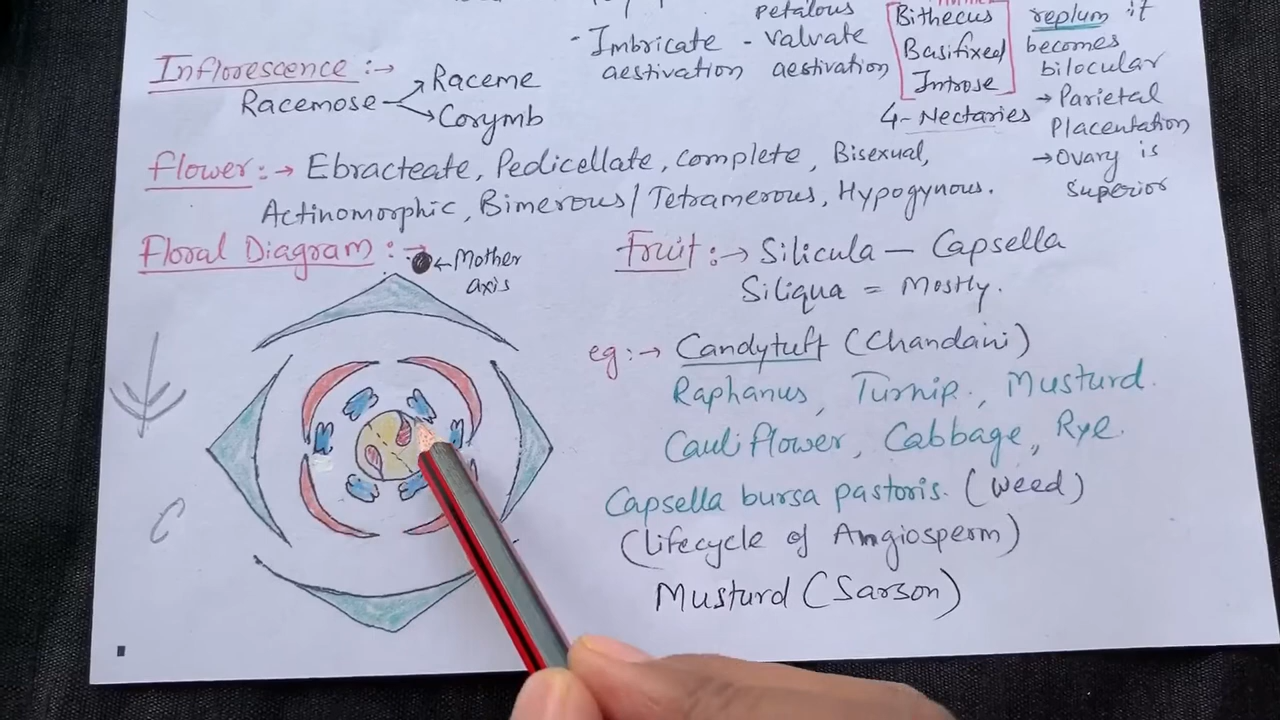 petalous
- Imbricate aestivation
- valvate aestivation
Bithecus
Basifixed
Introse
4-Nectaries
replum it
becomes
bilocular
→ Parietal
Placentation
→ Ovary is
Superior
Inflorescence :→
Racemose
Raceme
Corymb
flower :→ Ebracteate, Pedicellate, complete, Bisexual,
Actinomorphic, Bimerous/Tetramerous, Hypogynous.
Floral Diagram :→
← Mother
axis
Fruit :→ Silicula — Capsella
Siliqua = Mostly.
eg :→ Candytuft (Chandani)
Raphanus, Turnip., Musturd.
Cauliflower, Cabbage, Rye.
Capsella bursa pastoris. (Weed)
(lifecycle of Angiosperm)
Musturd (Sarson)